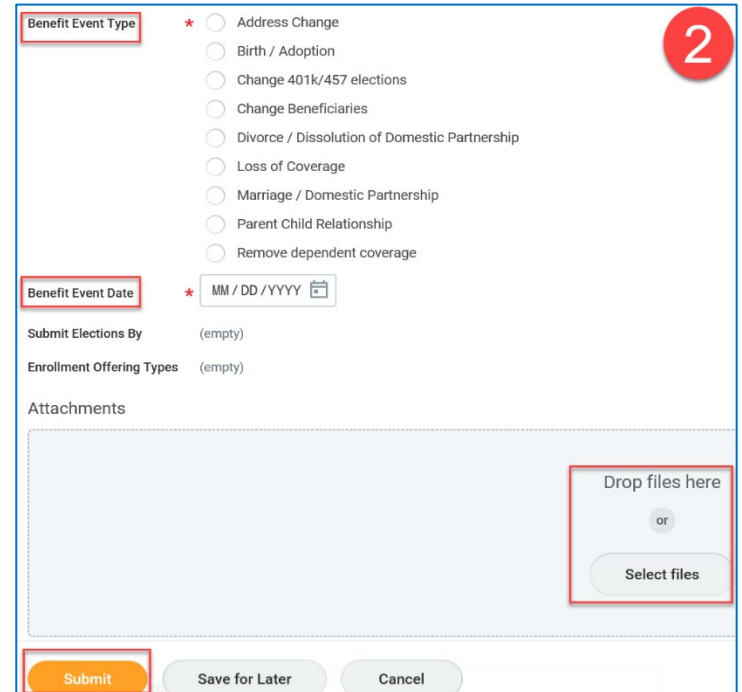 Benefit Event Type * Address Change
2
Birth / Adoption
Change 401k/457 elections
Change Beneficiaries
Divorce / Dissolution of Domestic Partnership
Loss of Coverage
Marriage / Domestic Partnership
Parent Child Relationship
Remove dependent coverage
Benefit Event Date * MM / DD / YYYY
Submit Elections By (empty)
Enrollment Offering Types (empty)
Attachments
Drop files here
or
Select files
Submit Save for Later Cancel